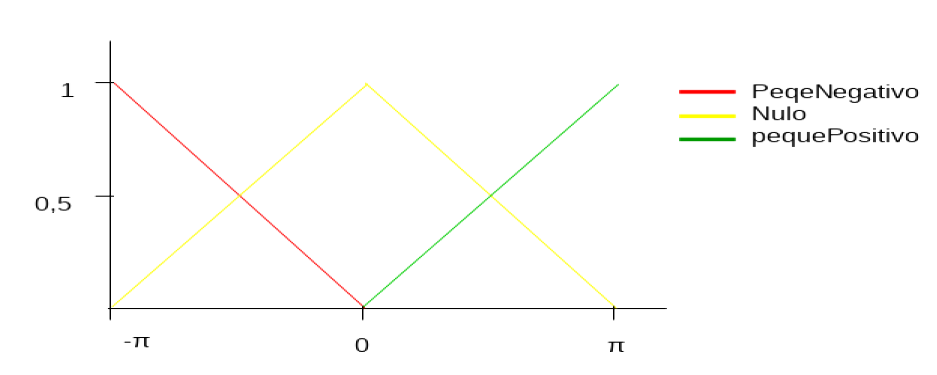 1
0,5
-π
0
π
PeqeNegativo
Nulo
pequePositivo